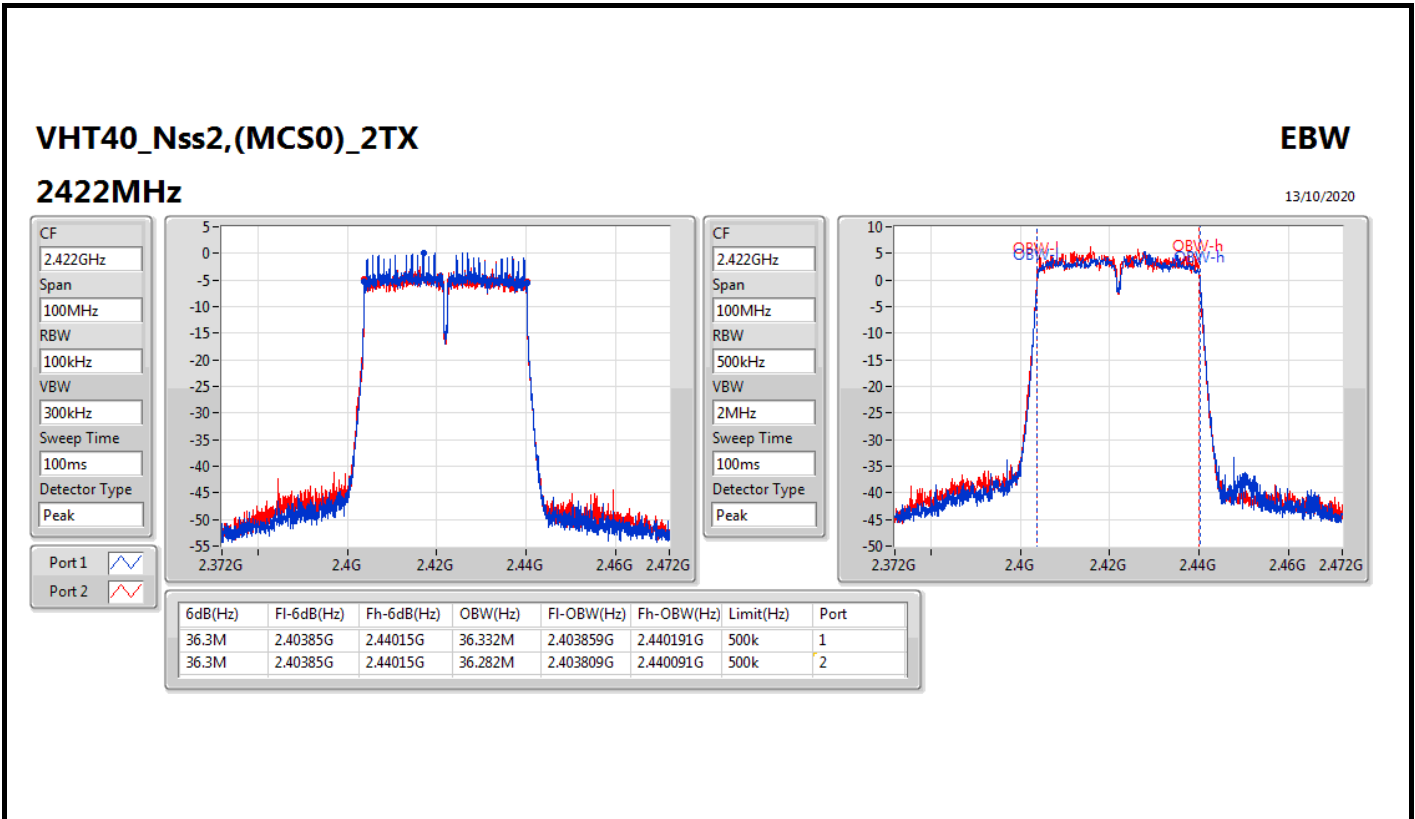 VHT40_Nss2,(MCS0)_2TX EBW
2422MHz
13/10/2020
CF
2.422GHz
Span
100MHz
RBW
100kHz
VBW
300kHz
Sweep Time
100ms
Detector Type
Peak
Port 1
Port 2
5
0
-5
-10
-15
-20
-25
-30
-35
-40
-45
-50
-55
2.372G 2.4G 2.42G 2.44G 2.46G 2.472G
CF
2.422GHz
Span
100MHz
RBW
500kHz
VBW
2MHz
Sweep Time
100ms
Detector Type
Peak
10
5
0
-5
-10
-15
-20
-25
-30
-35
-40
-45
-50
OBW-l OBW-h
OBW-l OBW-h
2.372G 2.4G 2.42G 2.44G 2.46G 2.472G
6dB(Hz) Fl-6dB(Hz) Fh-6dB(Hz) OBW(Hz) Fl-OBW(Hz) Fh-OBW(Hz) Limit(Hz) Port
36.3M 2.40385G 2.44015G 36.332M 2.403859G 2.440191G 500k 1
36.3M 2.40385G 2.44015G 36.282M 2.403809G 2.440091G 500k 2